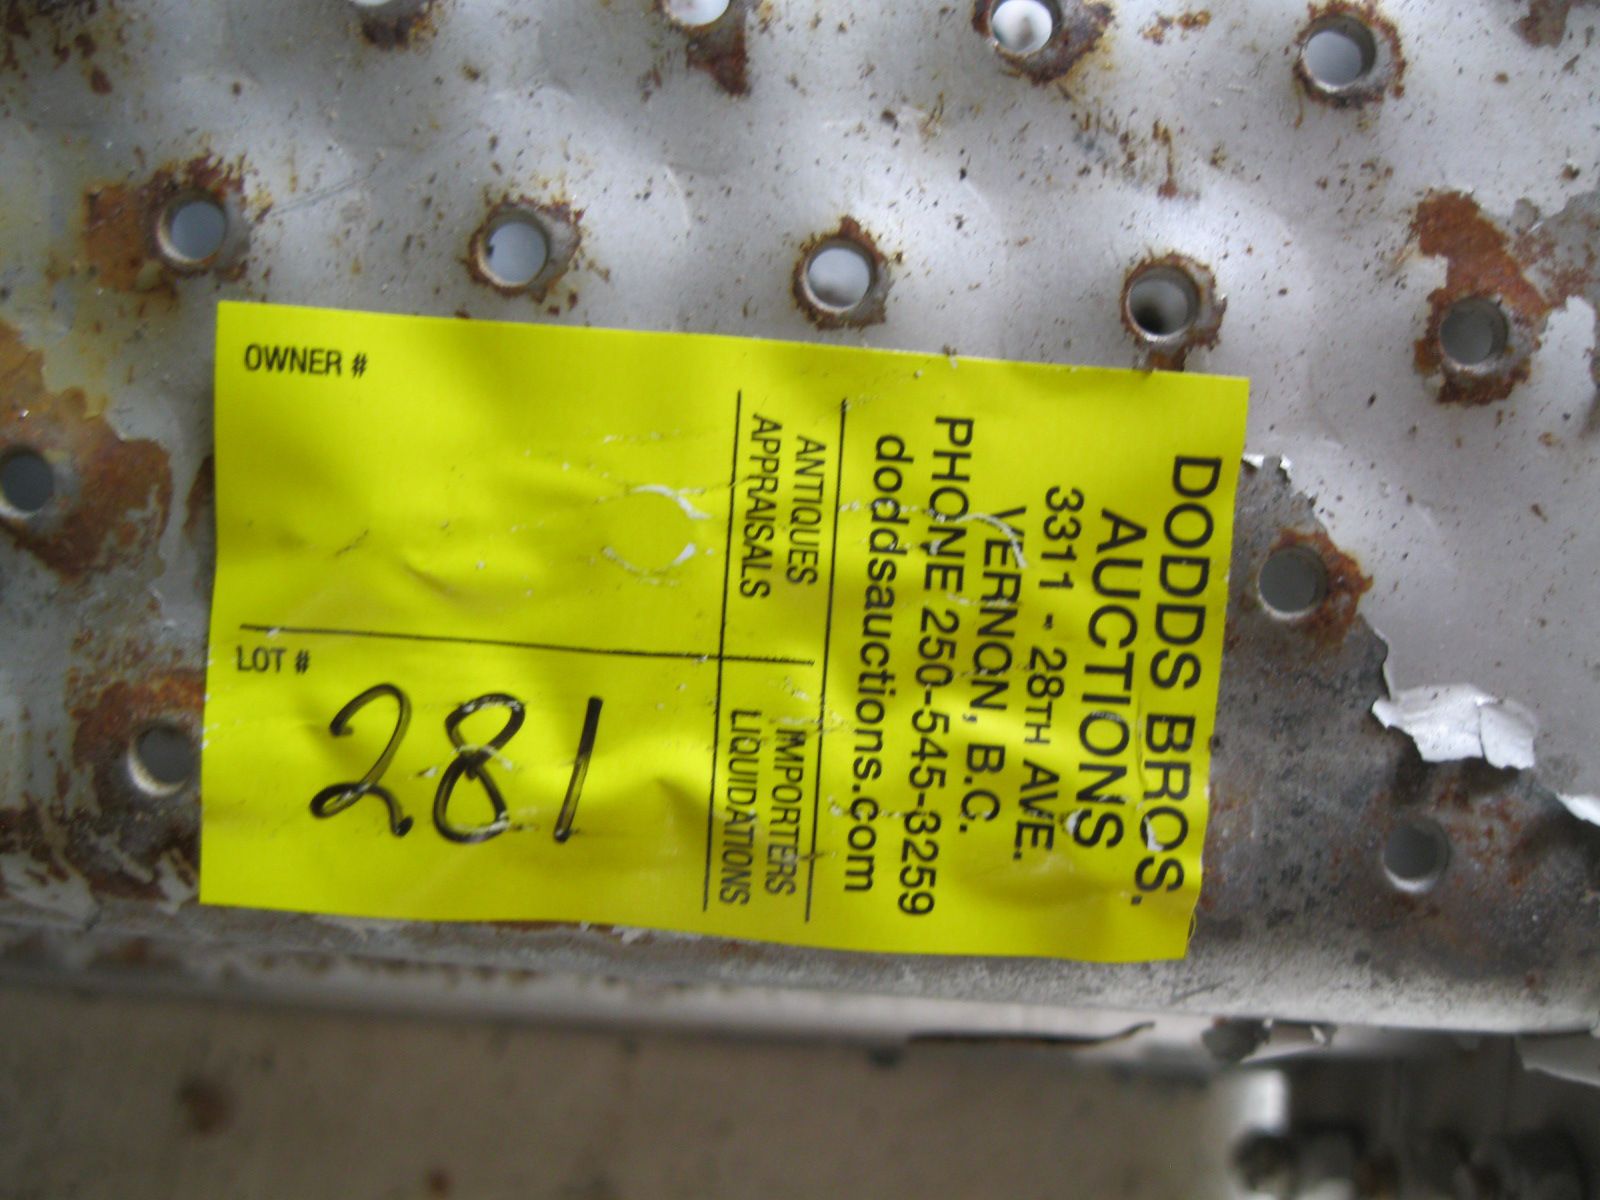 DODDS BROS.
AUCTIONS
3311 - 28TH AVE.
VERNON, B.C.
PHONE 250-545-3259
doddsauctions.com
ANTIQUES IMPORTERS
APPRAISALS LIQUIDATIONS
OWNER #
LOT #
281